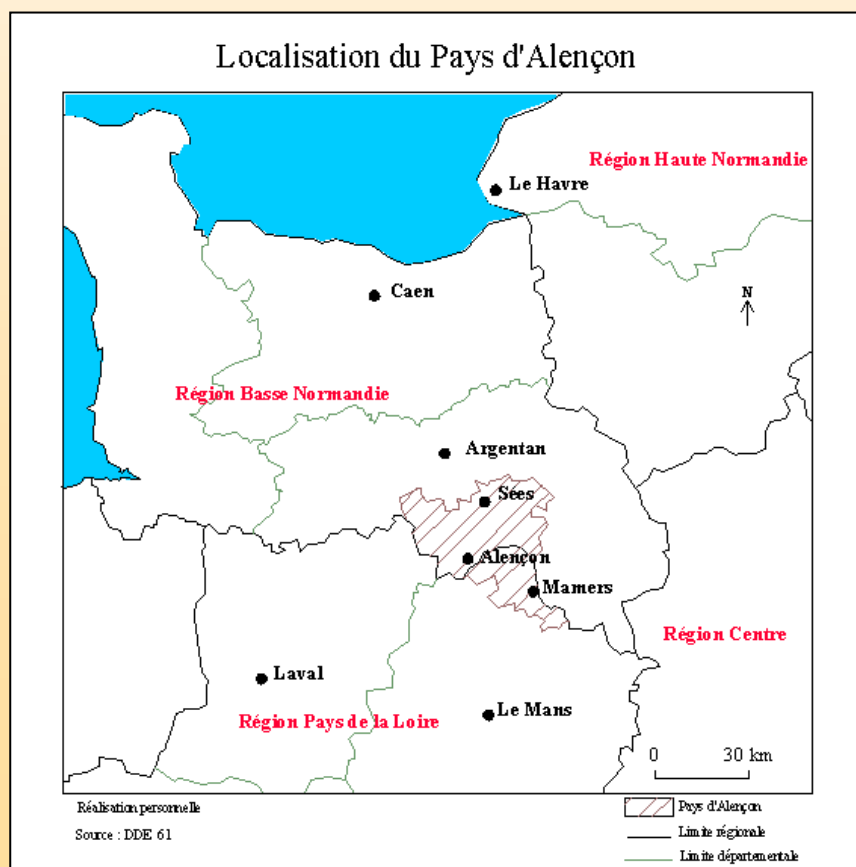 Localisation du Pays d'Alençon
Région Haute Normandie
Le Havre
Caen
N
Région Basse Normandie
Argentan
Sées
Alençon
Mamers
Région Centre
Laval
Région Pays de la Loire
Le Mans
0 30 km
Réalisation personnelle
Source : DDE 61
Pays d'Alençon
Limite régionale
Limite départementale